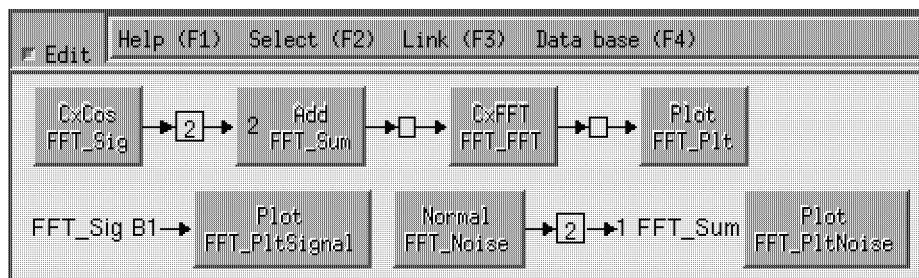 Edit Help (F1) Select (F2) Link (F3) Data base (F4)
CxCos 2 2 Add CxFFT Plot
FFT_Sig FFT_Sum FFT_FFT FFT_Plt
FFT_Sig B1 Plot Normal 2 1 FFT_Sum Plot
FFT_PltSignal FFT_Noise FFT_PltNoise